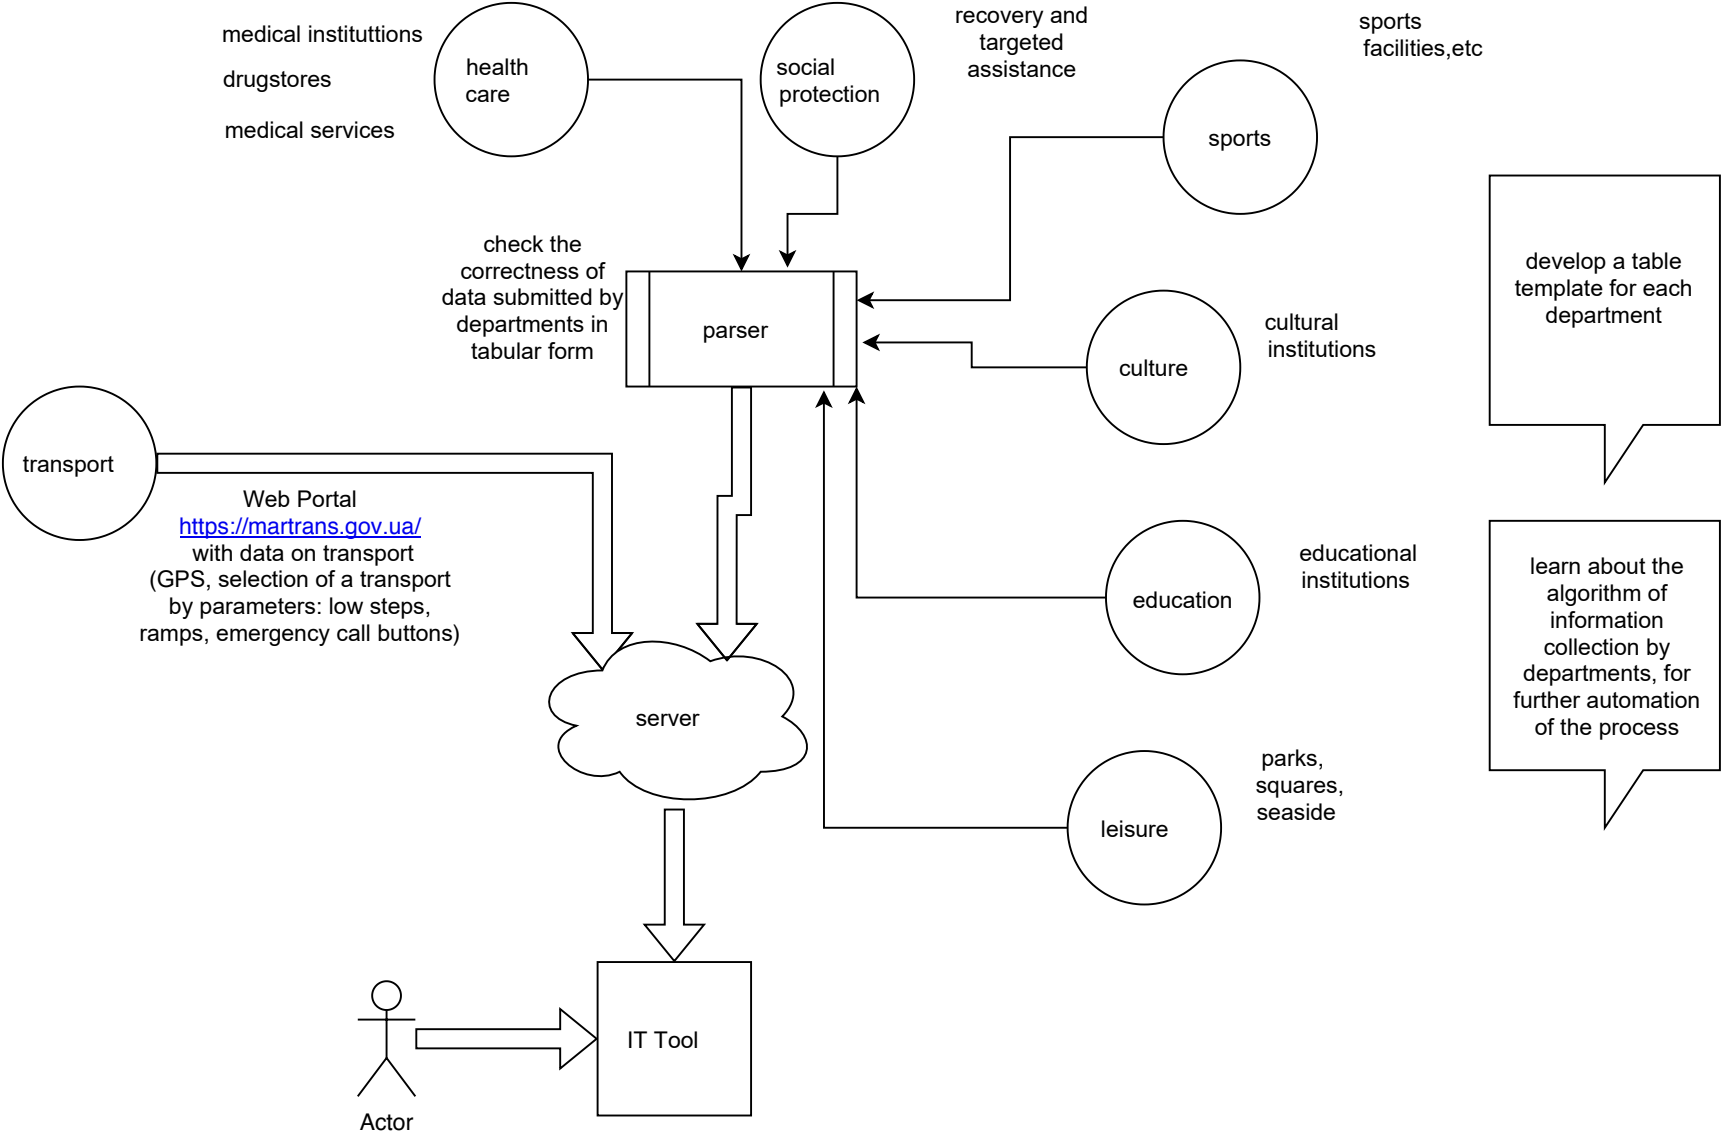 medical instituttions
drugstores
medical services
health
care
social
protection
recovery and
targeted
assistance
sports
facilities,etc
sports
check the
correctness of
data submitted by
departments in
tabular form
parser
culture
cultural
institutions
develop a table
template for each
department
transport
Web Portal
https://martrans.gov.ua/
with data on transport
(GPS, selection of a transport
by parameters: low steps,
ramps, emergency call buttons)
education
educational
institutions
learn about the
algorithm of
information
collection by
departments, for
further automation
of the process
server
leisure
parks,
squares,
seaside
IT Tool
Actor